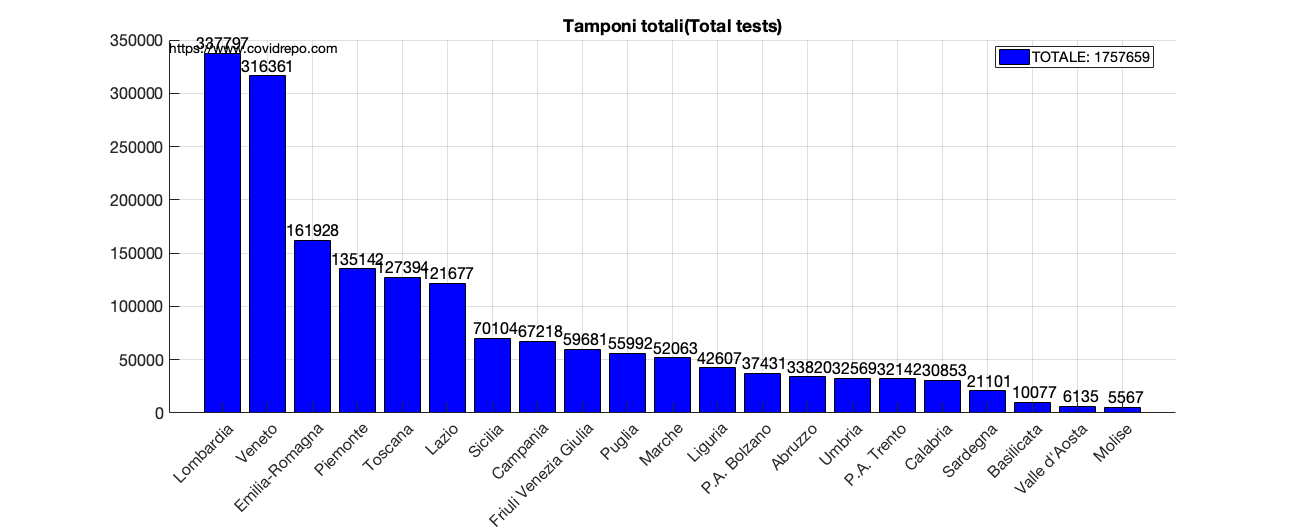 Tamponi totali(Total tests)
https://www.covidrepo.com
TOTALE: 1757659
350000
300000
250000
200000
150000
100000
50000
0
337797
316361
161928
135142
127394
121677
70104
67218
59681
55992
52063
42607
37431
33820
32569
32142
30853
21101
10077
6135
5567
Lombardia
Veneto
Emilia-Romagna
Piemonte
Toscana
Lazio
Sicilia
Campania
Friuli Venezia Giulia
Puglia
Marche
Liguria
P.A. Bolzano
Abruzzo
Umbria
P.A. Trento
Calabria
Sardegna
Basilicata
Valle d'Aosta
Molise